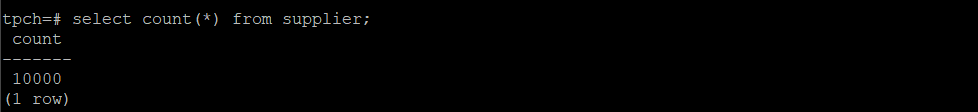 tpch=# select count(*) from supplier;
count
-------
10000
(1 row)